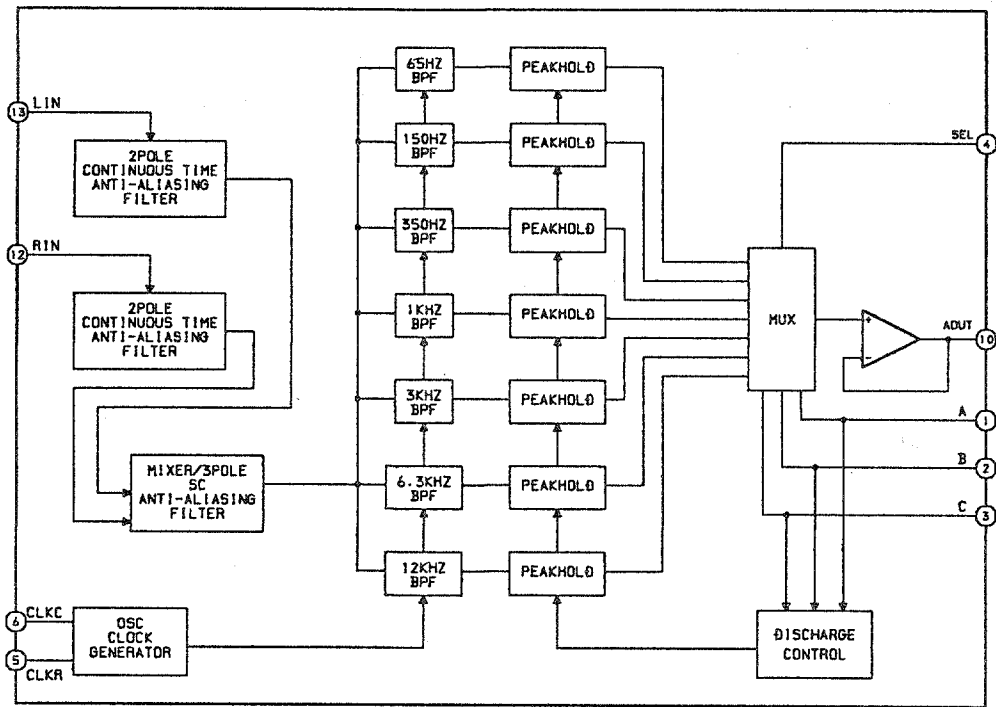 13 LIN
2POLE
CONTINUOUS TIME
ANTI-ALIASING
FILTER
12 RIN
2POLE
CONTINUOUS TIME
ANTI-ALIASING
FILTER
MIXER/3POLE
SC
ANTI-ALIASING
FILTER
6 CLKC
5 CLKR
OSC
CLOCK
GENERATOR
65HZ
BPF
PEAKHOLD
150HZ
BPF
PEAKHOLD
350HZ
BPF
PEAKHOLD
1KHZ
BPF
PEAKHOLD
3KHZ
BPF
PEAKHOLD
6.3KHZ
BPF
PEAKHOLD
12KHZ
BPF
PEAKHOLD
MUX
+
-
SEL 4
AOUT 10
A 1
B 2
C 3
DISCHARGE
CONTROL